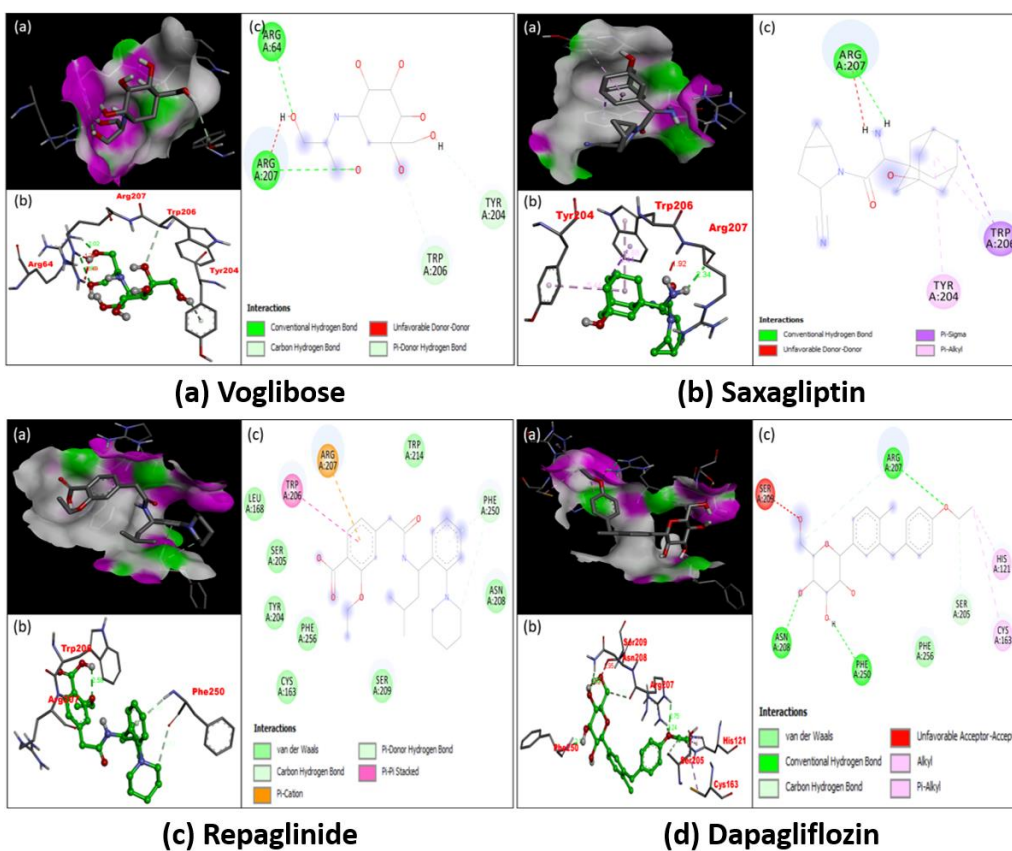 (a)
(c)
ARG
A:64
H
O
N
O
O
O
O
H
O
O
ARG
A:207
TYR
A:204
TRP
A:206
(b)
Arg207
Trp206
Arg64
Tyr204
Interactions
Conventional Hydrogen Bond
Carbon Hydrogen Bond
Unfavorable Donor-Donor
Pi-Donor Hydrogen Bond
(a) Voglibose
(a)
(c)
ARG
A:207
H
H
N
N
O
O
N
TRP
A:206
TYR
A:204
(b)
Tyr204
Trp206
Arg207
.92
.34
Interactions
Conventional Hydrogen Bond
Unfavorable Donor-Donor
Pi-Sigma
Pi-Alkyl
(b) Saxagliptin
(a)
(c)
ARG
A:207
TRP
A:214
TRP
A:206
PHE
A:250
LEU
A:168
SER
A:205
ASN
A:208
TYR
A:204
PHE
A:256
CYS
A:163
SER
A:209
(b)
Phe250
Interactions
van der Waals
Carbon Hydrogen Bond
Pi-Cation
Pi-Donor Hydrogen Bond
Pi-Pi Stacked
(c) Repaglinide
(a)
(c)
ARG
A:207
HIS
A:121
SER
A:205
CYS
A:163
PHE
A:256
ASN
A:208
PHE
A:250
(b)
Ser209
Asn208
Arg207
His121
Ser205
Cys163
Interactions
van der Waals
Conventional Hydrogen Bond
Carbon Hydrogen Bond
Unfavorable Acceptor-Accep
Alkyl
Pi-Alkyl
(d) Dapagliflozin